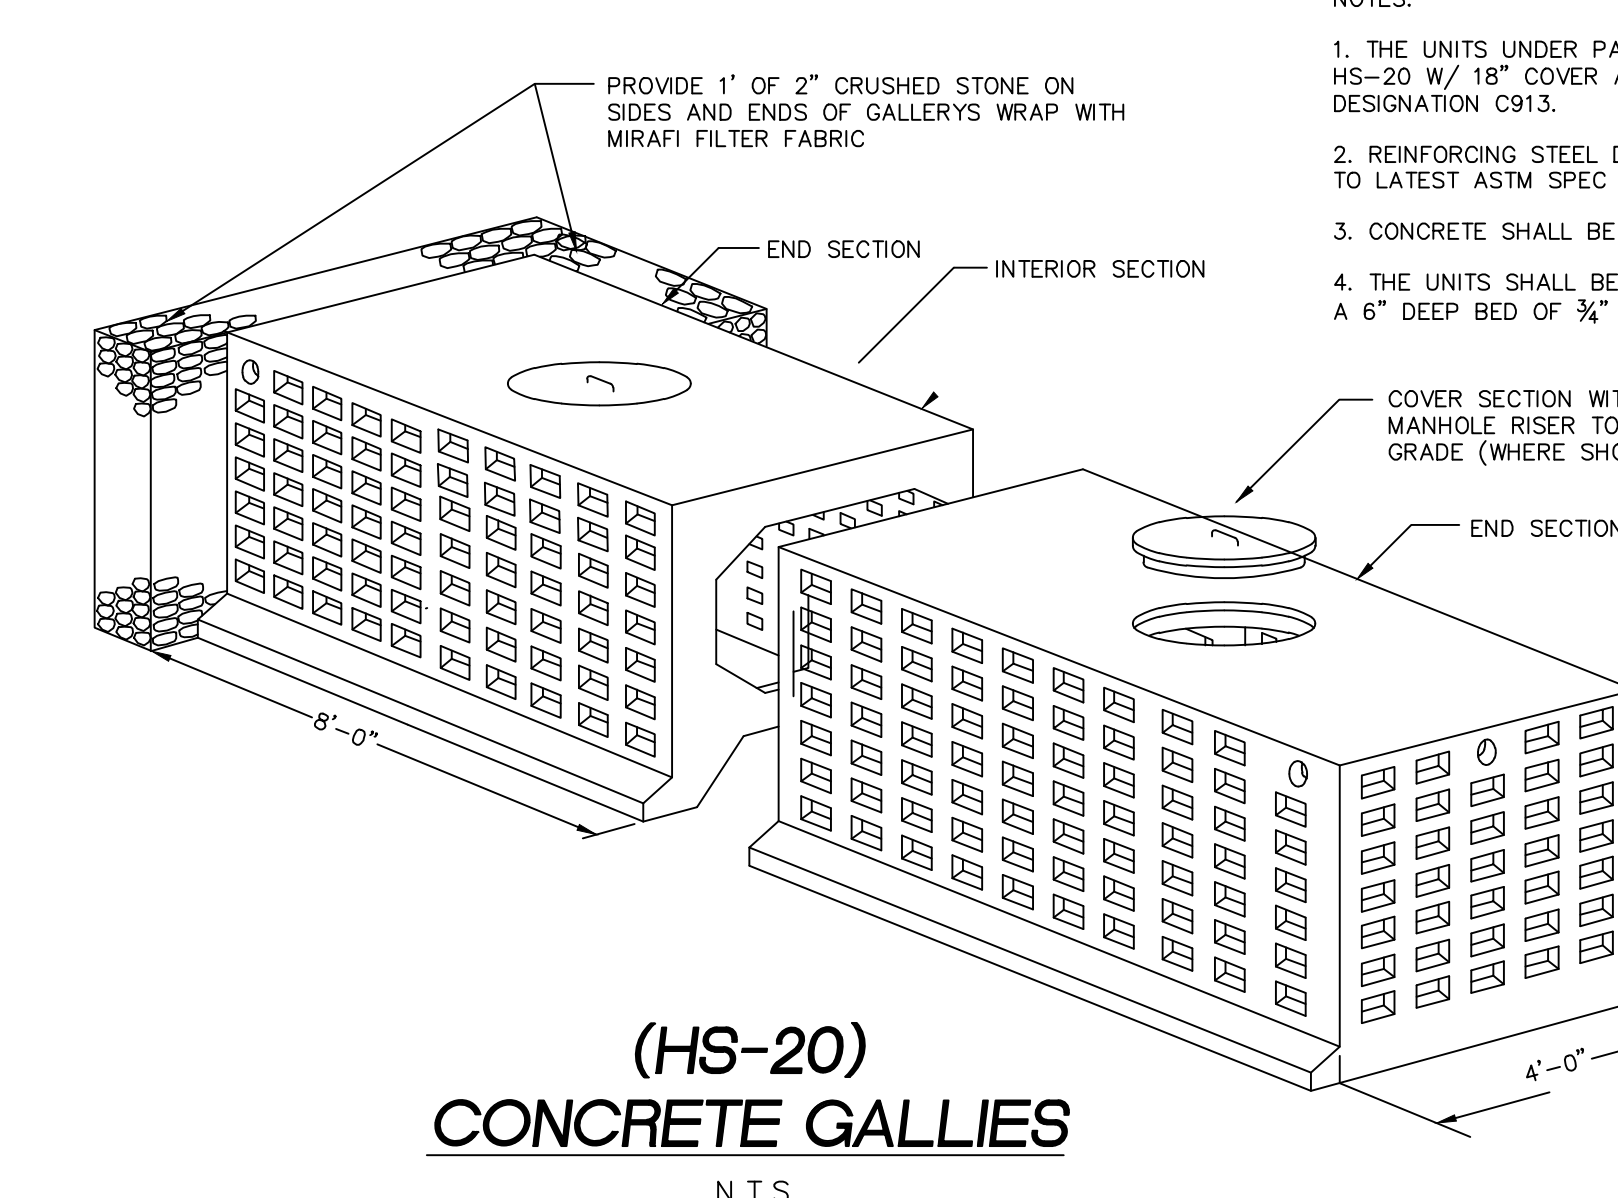 NOTES:
1. THE UNITS UNDER PA
HS-20 W/ 18" COVER A
DESIGNATION C913.
2. REINFORCING STEEL D
TO LATEST ASTM SPEC
3. CONCRETE SHALL BE
4. THE UNITS SHALL BE
A 6" DEEP BED OF ¾"
PROVIDE 1' OF 2" CRUSHED STONE ON
SIDES AND ENDS OF GALLERYS WRAP WITH
MIRAFI FILTER FABRIC
END SECTION
INTERIOR SECTION
COVER SECTION WIT
MANHOLE RISER TO
GRADE (WHERE SHO
END SECTION
8'-0"
4'-0"
(HS-20)
CONCRETE GALLIES
N.T.S.